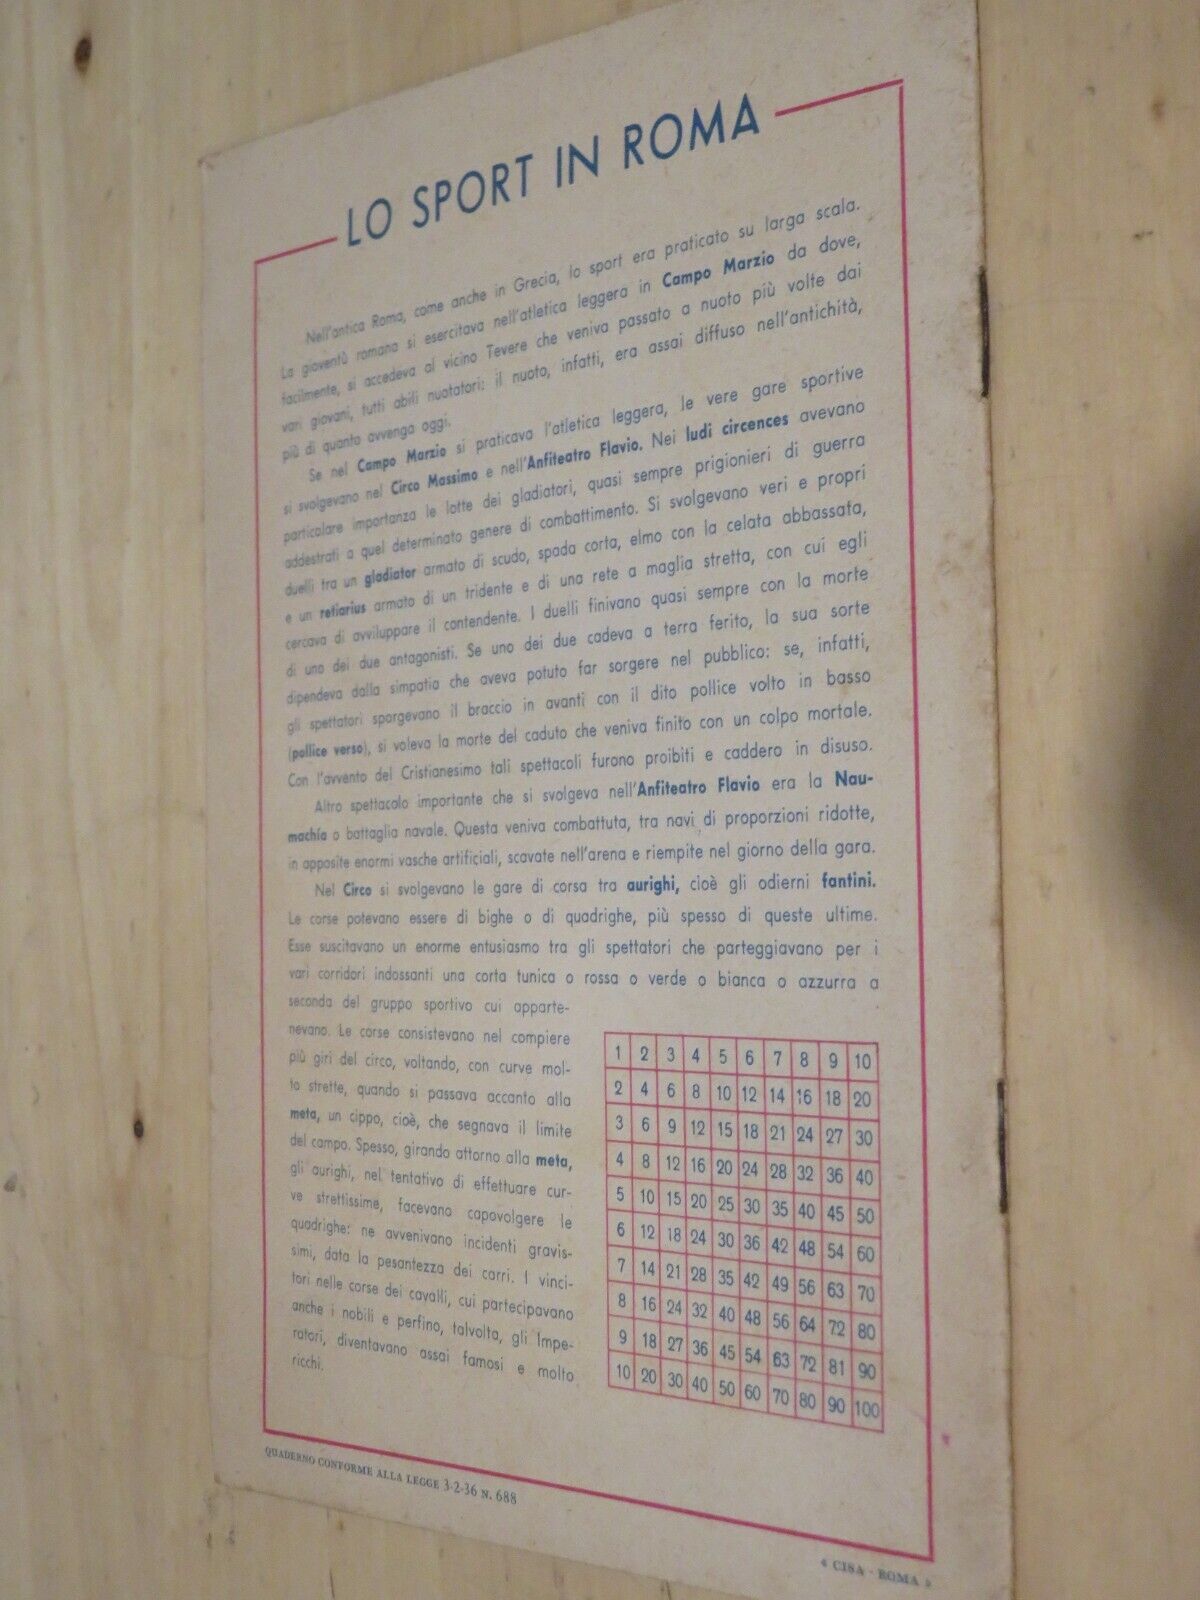 LO SPORT IN ROMA
Nell'antica Roma, come anche in Grecia, lo sport era praticato su larga scala.
La gioventù romana si esercitava nell'atletica leggera in Campo Marzio da dove,
facilmente, si accedeva al vicino Tevere che veniva passato a nuoto più volte dai
vari giovani, tutti abili nuotatori: il nuoto, infatti, era assai diffuso nell'antichità,
più di quanto avvenga oggi.
Se nel Campo Marzio si praticava l'atletica leggera, le vere gare sportive
si svolgevano nel Circo Massimo e nell'Anfiteatro Flavio. Nei ludi circences avevano
particolare importanza le lotte dei gladiatori, quasi sempre prigionieri di guerra
addestrati a quel determinato genere di combattimento. Si svolgevano veri e propri
duelli tra un gladiator armato di scudo, spada corta, elmo con la celata abbassata,
e un retiarius armato di un tridente e di una rete a maglia stretta, con cui egli
cercava di avviluppare il contendente. I duelli finivano quasi sempre con la morte
di uno dei due antagonisti. Se uno dei due cadeva a terra ferito, la sua sorte
dipendeva dalla simpatia che aveva potuto far sorgere nel pubblico: se, infatti,
gli spettatori sporgevano il braccio in avanti con il dito pollice volto in basso
(pollice verso), si voleva la morte del caduto che veniva finito con un colpo mortale.
Con l'avvento del Cristianesimo tali spettacoli furono proibiti e caddero in disuso.
Altro spettacolo importante che si svolgeva nell'Anfiteatro Flavio era la Nau-
machía o battaglia navale. Questa veniva combattuta, tra navi di proporzioni ridotte,
in apposite enormi vasche artificiali, scavate nell'arena e riempite nel giorno della gara.
Nel Circo si svolgevano le gare di corsa tra aurighi, cioè gli odierni fantini.
Le corse potevano essere di bighe o di quadrighe, più spesso di queste ultime.
Esse suscitavano un enorme entusiasmo tra gli spettatori che parteggiavano per i
vari corridori indossanti una corta tunica o rossa o verde o bianca o azzurra a
seconda del gruppo sportivo cui apparte-
nevano. Le corse consistevano nel compiere
più giri del circo, voltando, con curve mol-
to strette, quando si passava accanto alla
meta, un cippo, cioè, che segnava il limite
del campo. Spesso, girando attorno alla meta,
gli aurighi, nel tentativo di effettuare cur-
ve strettissime, facevano capovolgere le
quadrighe: ne avvenivano incidenti gravis-
simi, data la pesantezza dei carri. I vinci-
tori nelle corse dei cavalli, cui partecipavano
anche i nobili e perfino, talvolta, gli Impe-
ratori, diventavano assai famosi e molto
ricchi.
1 2 3 4 5 6 7 8 9 10
2 4 6 8 10 12 14 16 18 20
3 6 9 12 15 18 21 24 27 30
4 8 12 16 20 24 28 32 36 40
5 10 15 20 25 30 35 40 45 50
6 12 18 24 30 36 42 48 54 60
7 14 21 28 35 42 49 56 63 70
8 16 24 32 40 48 56 64 72 80
9 18 27 36 45 54 63 72 81 90
10 20 30 40 50 60 70 80 90 100
QUADERNO CONFORME ALLA LEGGE 3-2-36 N. 688
« CISA - ROMA »